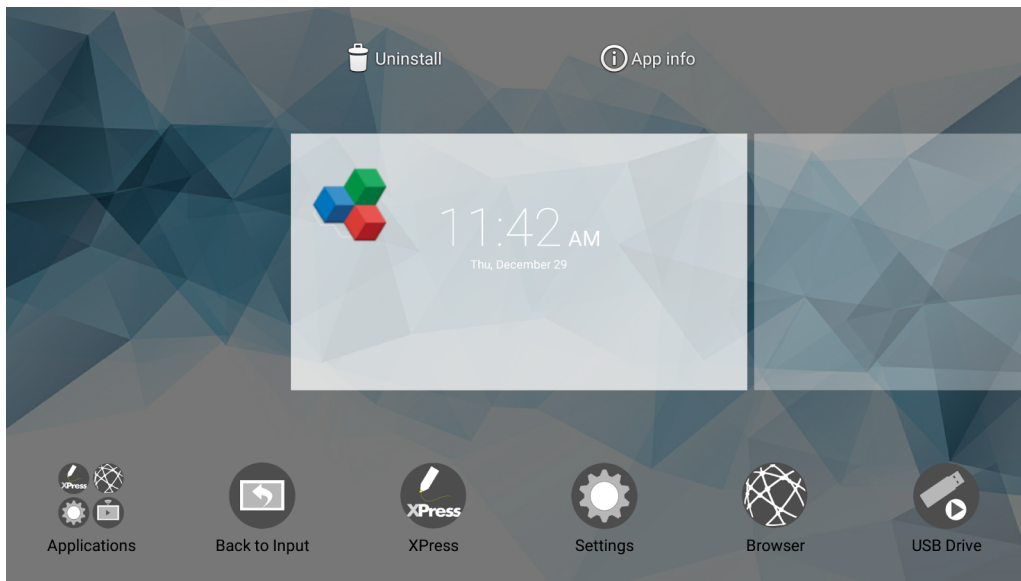 Uninstall
App info
11:42 AM
Thu, December 29
XPress
XPress
Applications
Back to Input
XPress
Settings
Browser
USB Drive